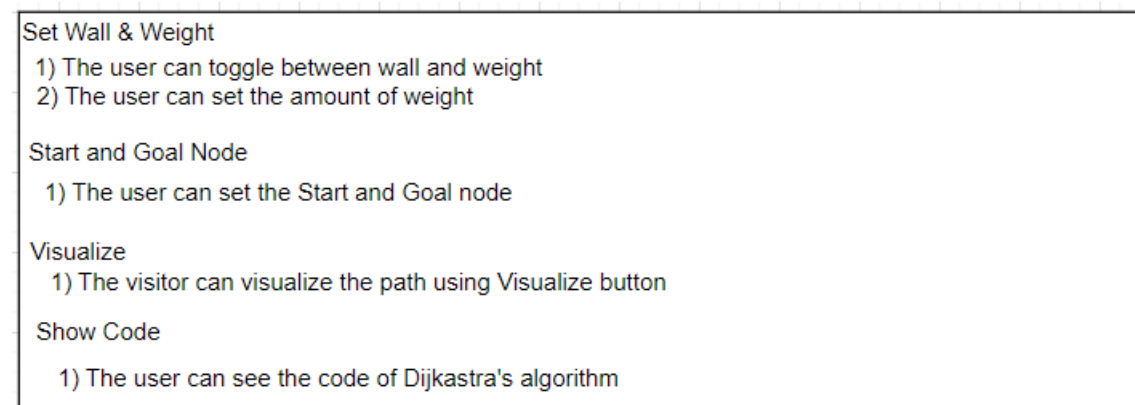 Set Wall & Weight
1) The user can toggle between wall and weight
2) The user can set the amount of weight
Start and Goal Node
1) The user can set the Start and Goal node
Visualize
1) The visitor can visualize the path using Visualize button
Show Code
1) The user can see the code of Dijkastra's algorithm